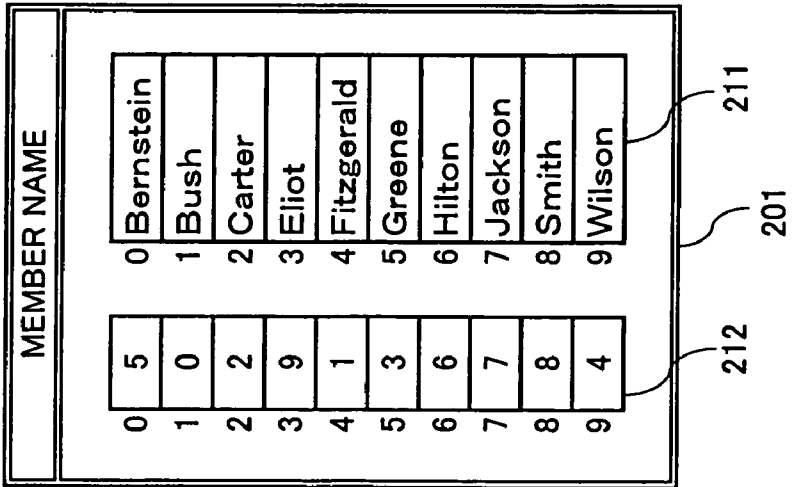 MEMBER NAME
0 5 0 Bernstein
1 0 1 Bush
2 2 2 Carter
3 9 3 Eliot
4 1 4 Fitzgerald
5 3 5 Greene
6 6 6 Hilton
7 7 7 Jackson
8 8 8 Smith
9 4 9 Wilson
212 211
201